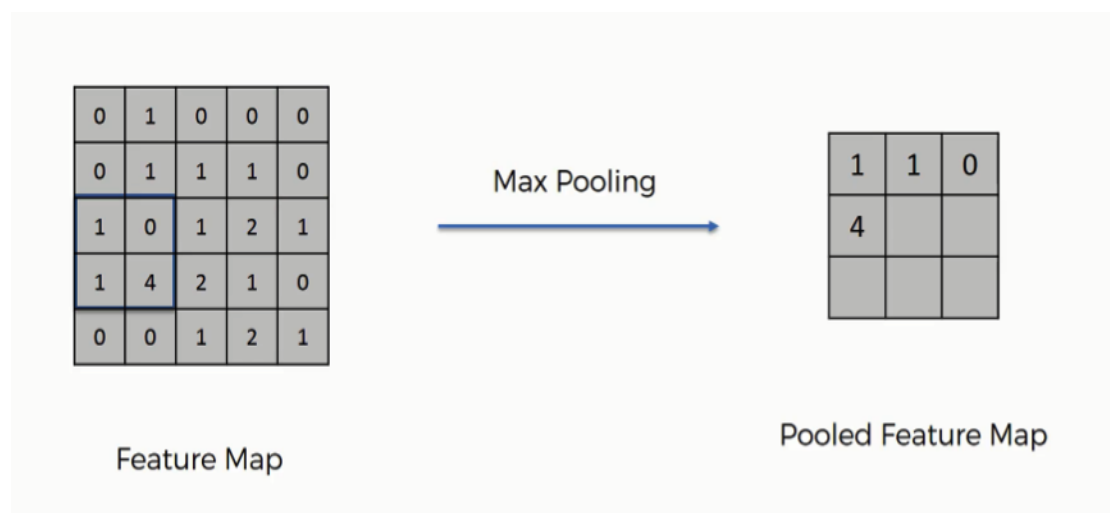 0 1 0 0 0
0 1 1 1 0
1 0 1 2 1
1 4 2 1 0
0 0 1 2 1
Feature Map
Max Pooling
1 1 0
4
Pooled Feature Map